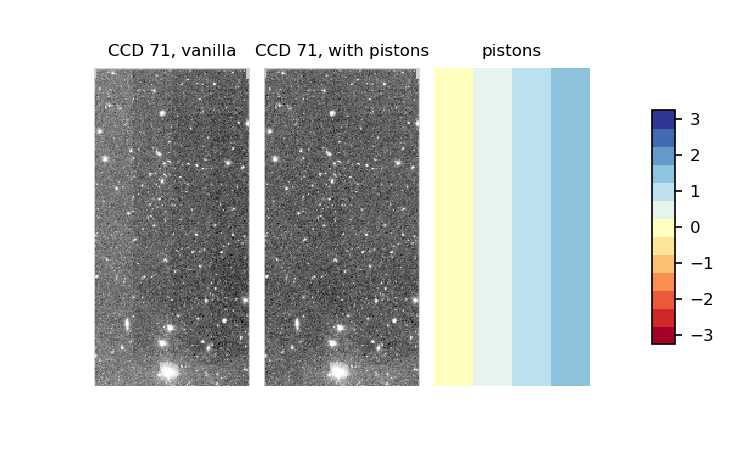 CCD 71, vanilla
CCD 71, with pistons
pistons
3
2
1
0
−1
−2
−3